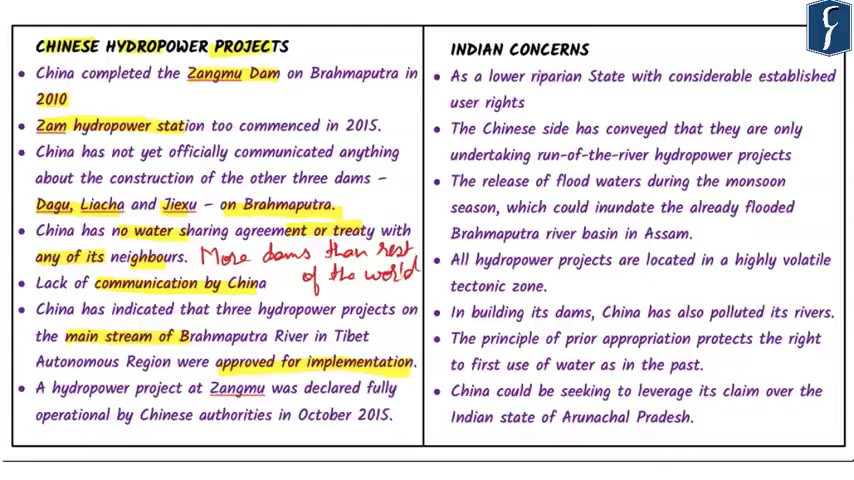 CHINESE HYDROPOWER PROJECTS
• China completed the Zangmu Dam on Brahmaputra in
2010
• Zam hydropower station too commenced in 2015.
• China has not yet officially communicated anything
about the construction of the other three dams –
Dagu, Liacha and Jiexu – on Brahmaputra.
• China has no water sharing agreement or treaty with
any of its neighbours. More dams than rest
of the world
• Lack of communication by China
• China has indicated that three hydropower projects on
the main stream of Brahmaputra River in Tibet
Autonomous Region were approved for implementation.
• A hydropower project at Zangmu was declared fully
operational by Chinese authorities in October 2015.
INDIAN CONCERNS
• As a lower riparian State with considerable established
user rights
• The Chinese side has conveyed that they are only
undertaking run-of-the-river hydropower projects
• The release of flood waters during the monsoon
season, which could inundate the already flooded
Brahmaputra river basin in Assam.
• All hydropower projects are located in a highly volatile
tectonic zone.
• In building its dams, China has also polluted its rivers.
• The principle of prior appropriation protects the right
to first use of water as in the past.
• China could be seeking to leverage its claim over the
Indian state of Arunachal Pradesh.